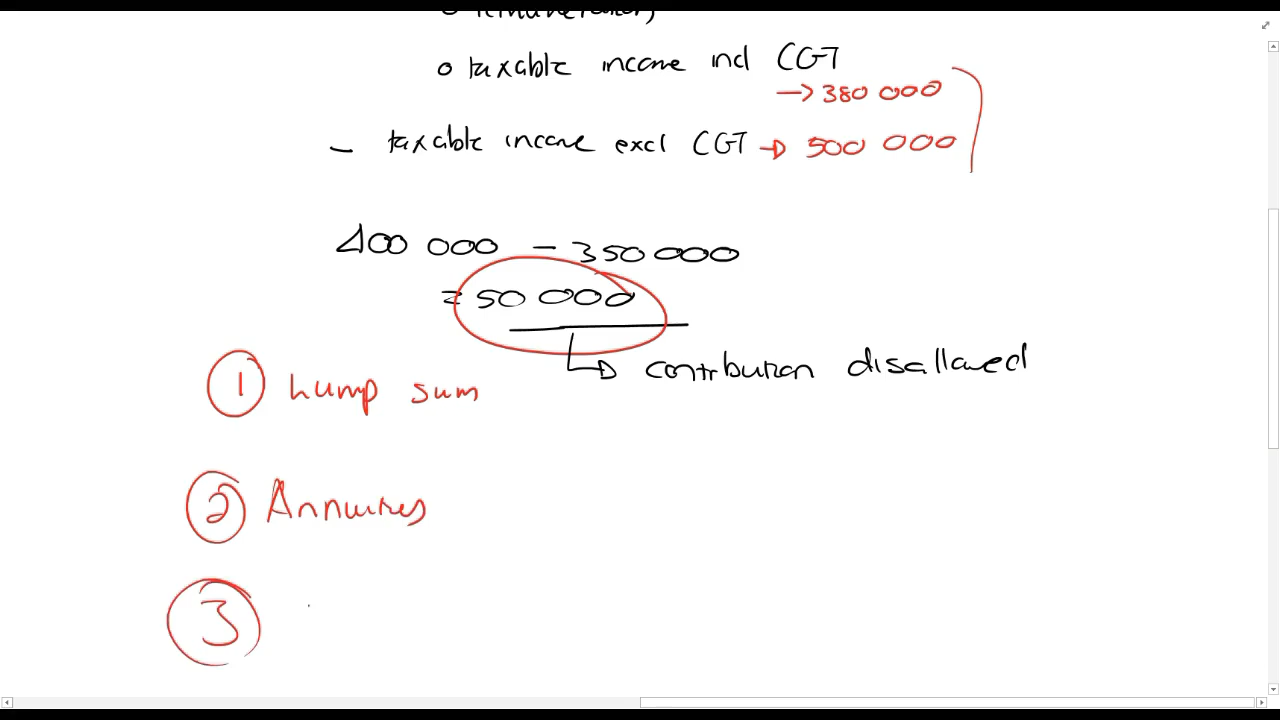 o remuneration,
o taxable income incl CGT
→ 380 000
- taxable income excl CGT → 500 000
400 000 - 350 000
= 50 000
↳ contribution disallowed
1 Lump sum
2 Annuities
3